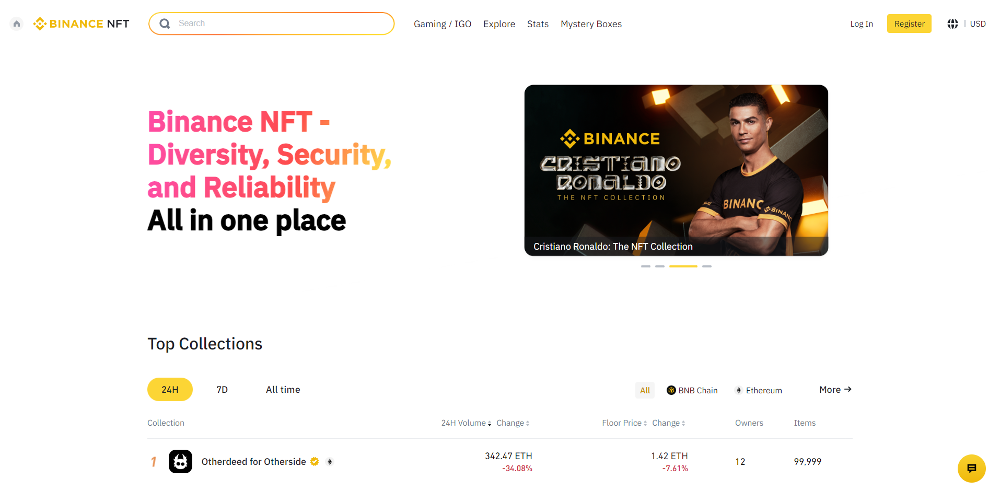 BINANCE NFT
Search
Gaming / IGO
Explore
Stats
Mystery Boxes
Log In
Register
USD
Binance NFT -
Diversity, Security,
and Reliability
All in one place
BINANCE
CRISTIANO
RONALDO
THE NFT COLLECTION
BINANC
BINANC
Cristiano Ronaldo: The NFT Collection
Top Collections
24H
7D
All time
All
BNB Chain
Ethereum
More →
Collection
24H Volume
Change
Floor Price
Change
Owners
Items
1
Otherdeed for Otherside
342.47 ETH
-34.08%
1.42 ETH
-7.61%
12
99,999